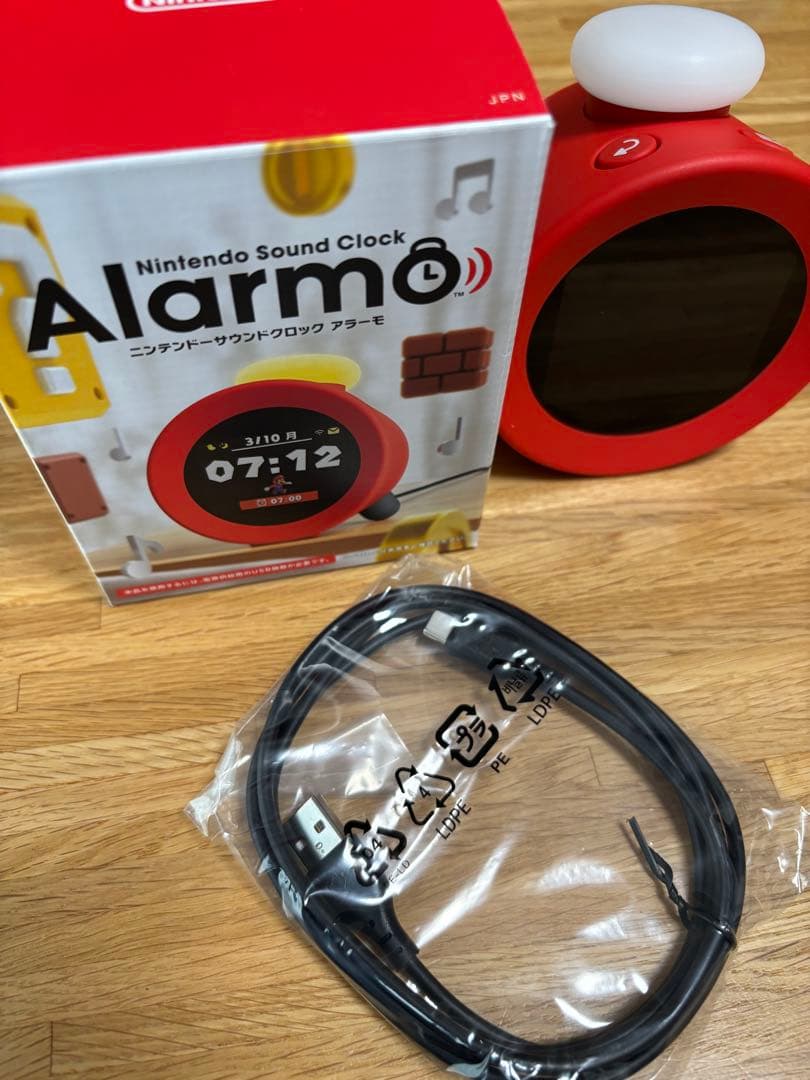 JPN
Nintendo Sound Clock
Alarmo
TM
ニンテンドーサウンドクロック アラーモ
3/10 月
07:12
07:00
プラ
PE
LDPE
4
LDPE